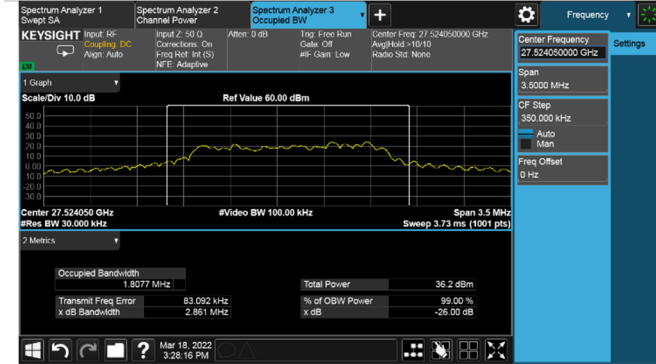 Spectrum Analyzer 1
Swept SA
Spectrum Analyzer 2
Channel Power
Spectrum Analyzer 3
Occupied BW
+
Frequency
KEYSIGHT
Input: RF
Coupling: DC
Align: Auto
Input Z: 50 Ω
Corrections: On
Freq Ref: Int (S)
NFE: Adaptive
Atten: 0 dB
Trig: Free Run
Gate: Off
#IF Gain: Low
Center Freq: 27.524050000 GHz
Avg|Hold:>10/10
Radio Std: None
1 Graph
Scale/Div 10.0 dB
Ref Value 60.00 dBm
50.0
40.0
30.0
20.0
10.0
0.00
-10.0
-20.0
-30.0
Center 27.524050 GHz
#Res BW 30.000 kHz
#Video BW 100.00 kHz
Span 3.5 MHz
Sweep 3.73 ms (1001 pts)
2 Metrics
Occupied Bandwidth
1.8077 MHz
Transmit Freq Error
83.092 kHz
x dB Bandwidth
2.861 MHz
Total Power
36.2 dBm
% of OBW Power
99.00 %
x dB
-26.00 dB
Center Frequency
27.524050000 GHz
Span
3.5000 MHz
CF Step
350.000 kHz
Auto
Man
Freq Offset
0 Hz
Settings
?
Mar 18, 2022
3:28:16 PM